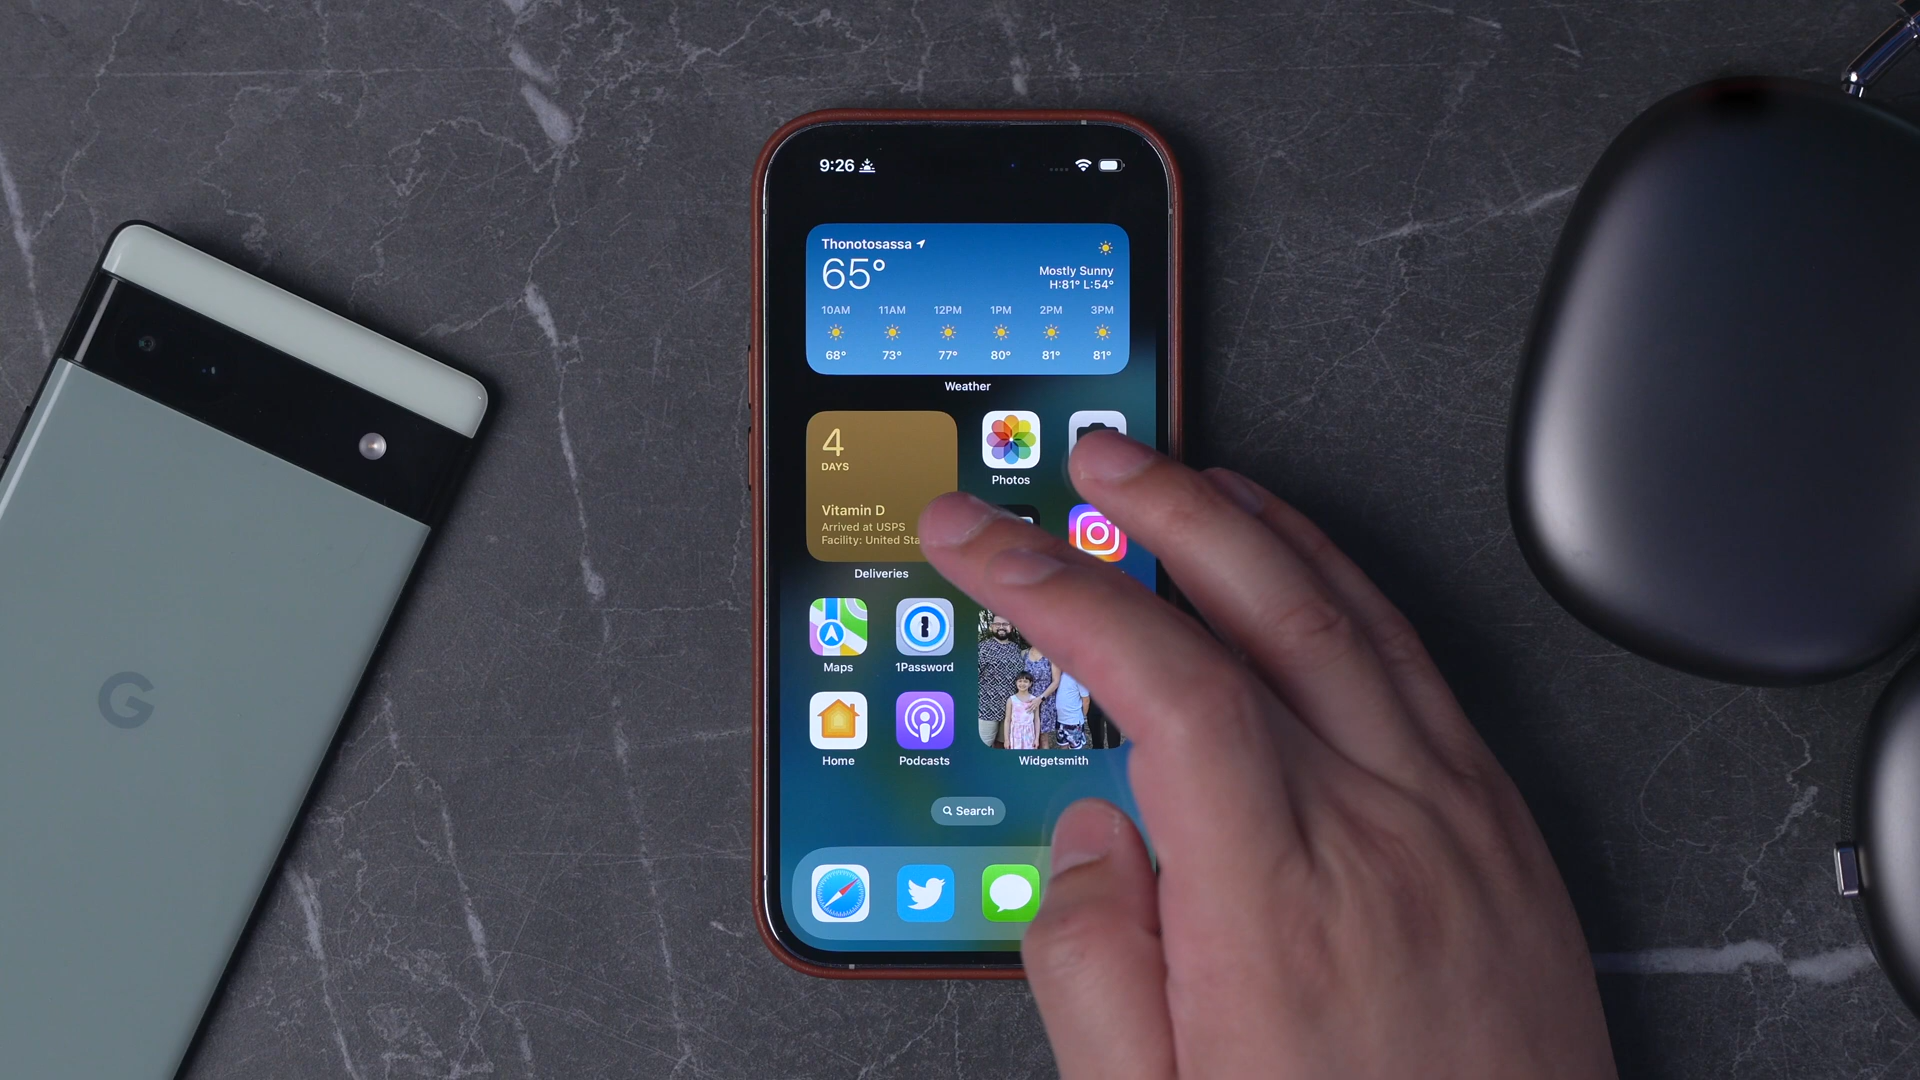 9:26
Thonotosassa
65°
Mostly Sunny
H:81° L:54°
10AM 11AM 12PM 1PM 2PM 3PM
68° 73° 77° 80° 81° 81°
Weather
4
DAYS
Vitamin D
Arrived at USPS
Facility: United
Deliveries
Photos
Maps
1Password
Home
Podcasts
Widgetsmith
Search
G